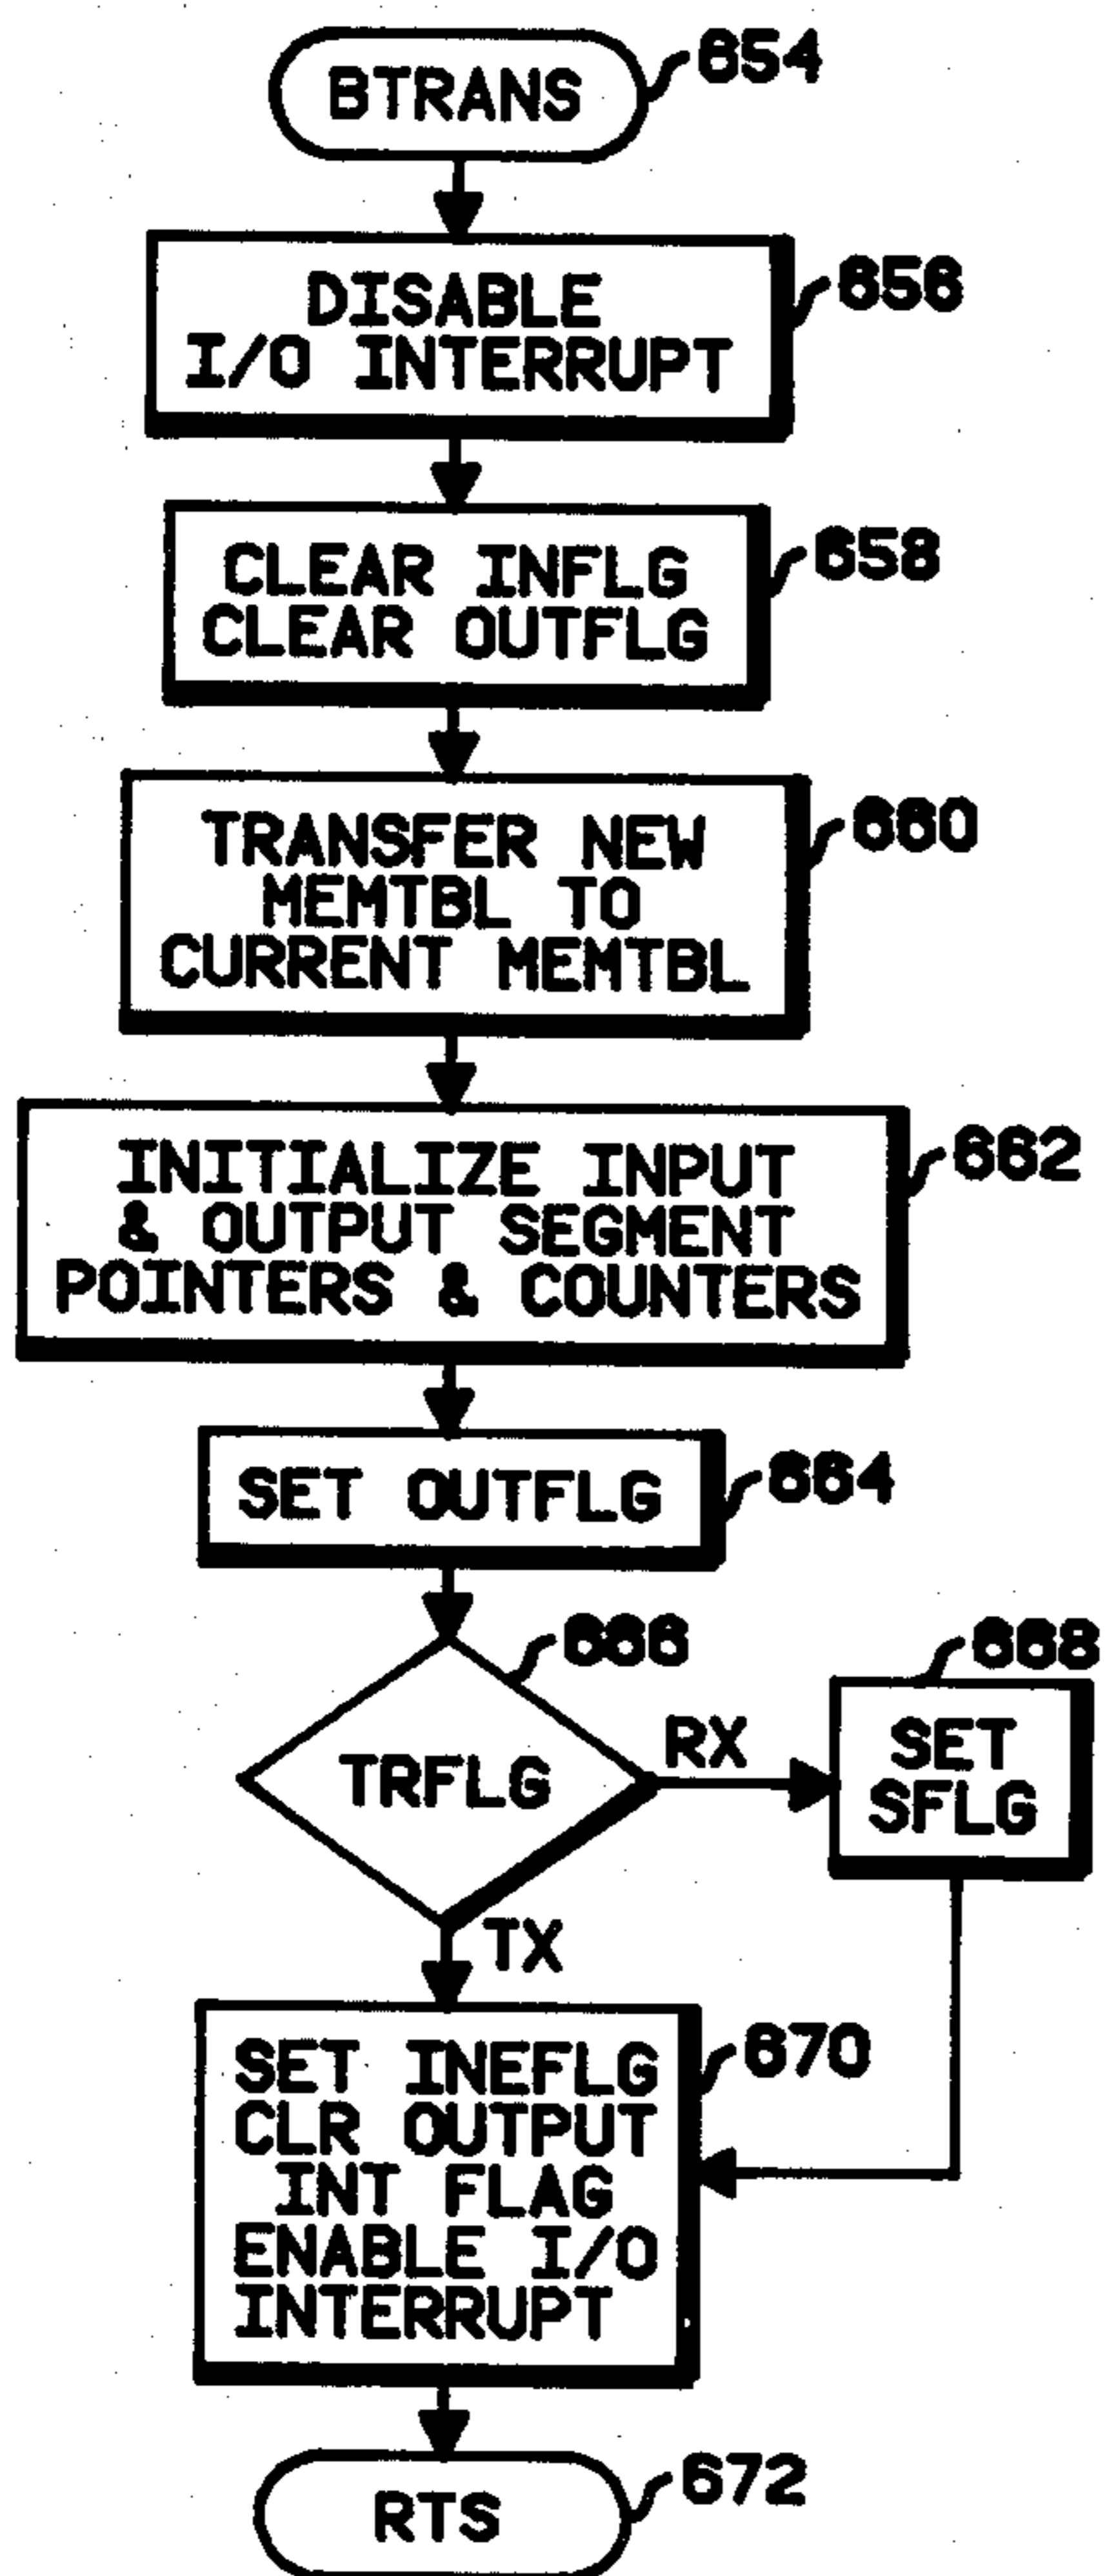 BTRANS
654
DISABLE
I/O INTERRUPT
656
CLEAR INFLG
CLEAR OUTFLG
658
TRANSFER NEW
MEMTBL TO
CURRENT MEMTBL
660
INITIALIZE INPUT
& OUTPUT SEGMENT
POINTERS & COUNTERS
662
SET OUTFLG
664
666
TRFLG
RX
668
SET
SFLG
TX
SET INEFLG
CLR OUTPUT
INT FLAG
ENABLE I/O
INTERRUPT
670
RTS
672